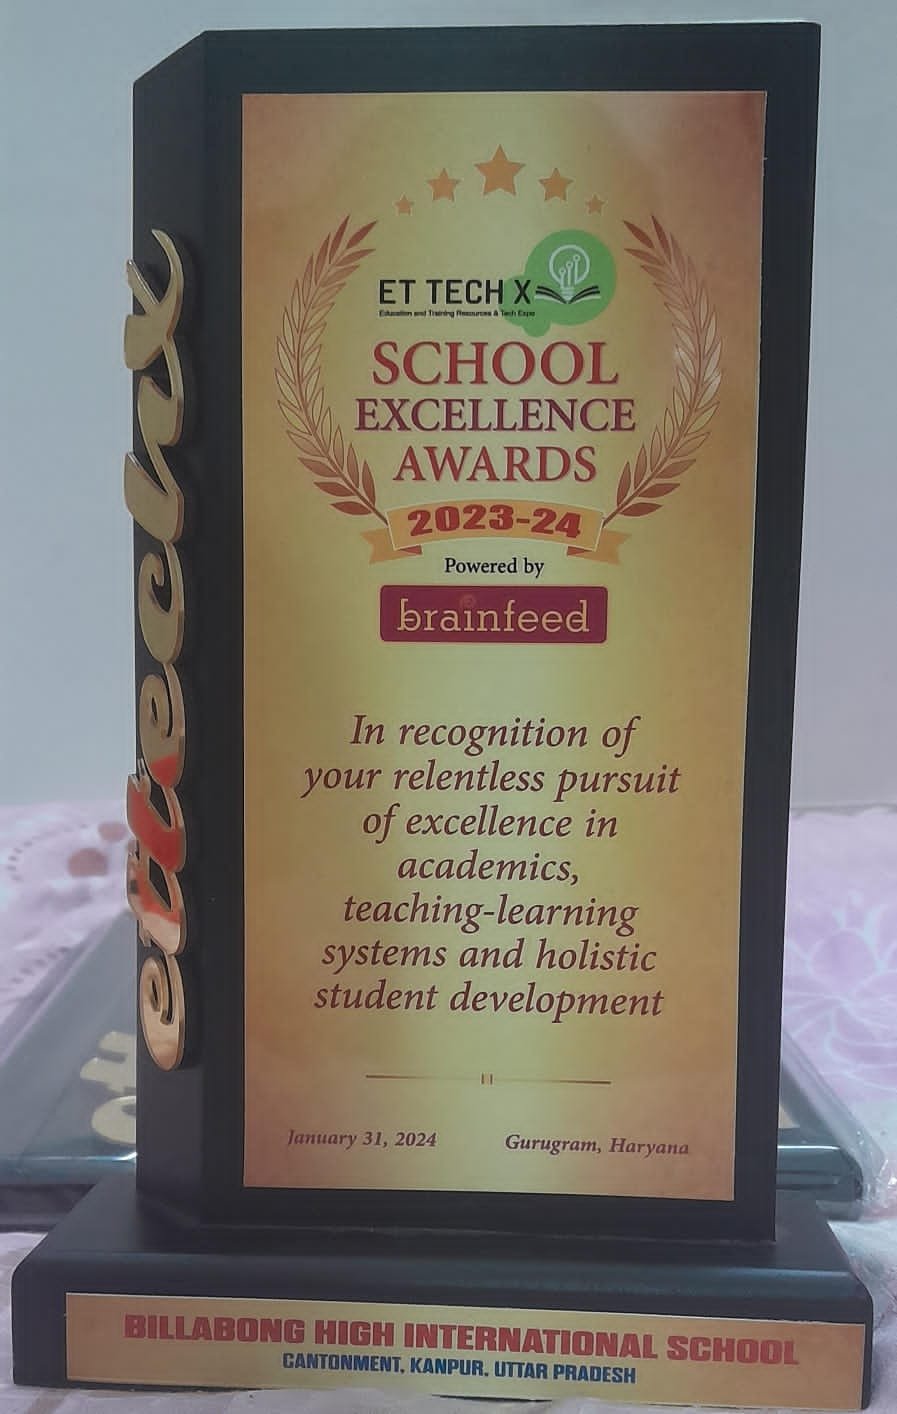 ettechx
ET TECH X
Education and Training Resources & Tech Expo
SCHOOL
EXCELLENCE
AWARDS
2023-24
Powered by
brainfeed
In recognition of
your relentless pursuit
of excellence in
academics,
teaching-learning
systems and holistic
student development
January 31, 2024 Gurugram, Haryana
BILLABONG HIGH INTERNATIONAL SCHOOL
CANTONMENT, KANPUR, UTTAR PRADESH